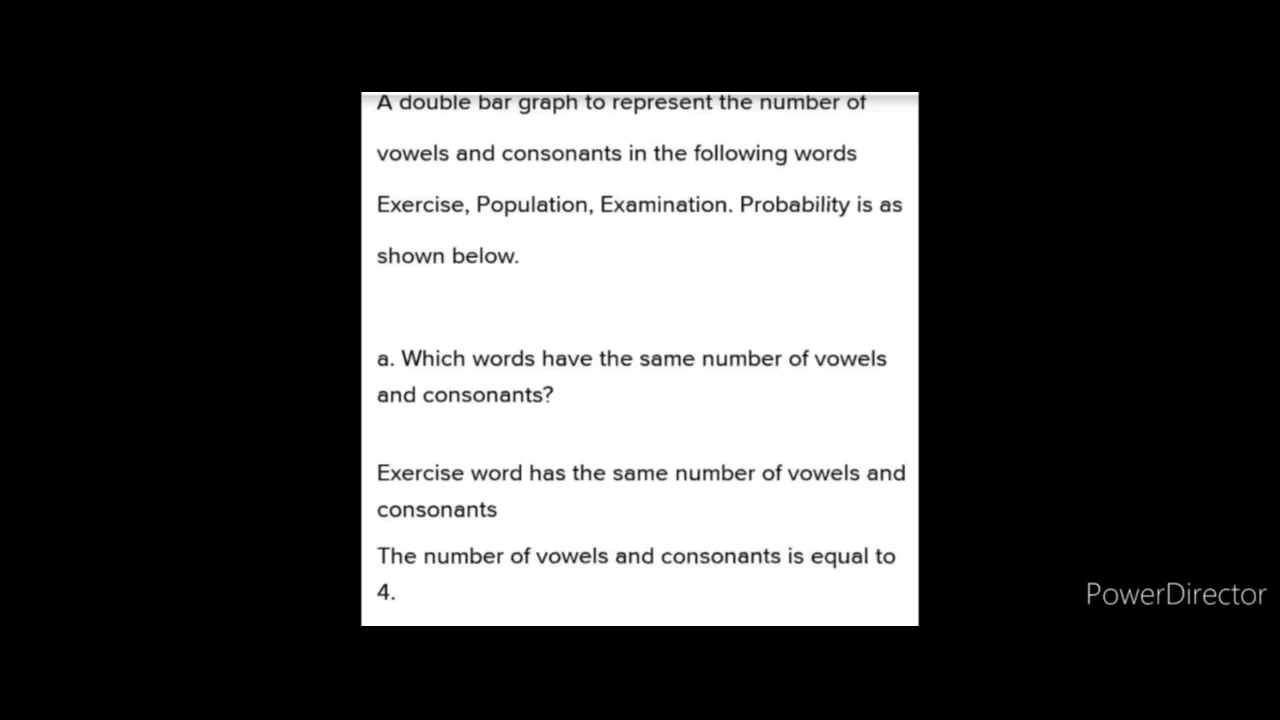 A double bar graph to represent the number of
vowels and consonants in the following words
Exercise, Population, Examination. Probability is as
shown below.
a. Which words have the same number of vowels
and consonants?
Exercise word has the same number of vowels and
consonants
The number of vowels and consonants is equal to
4.
PowerDirector